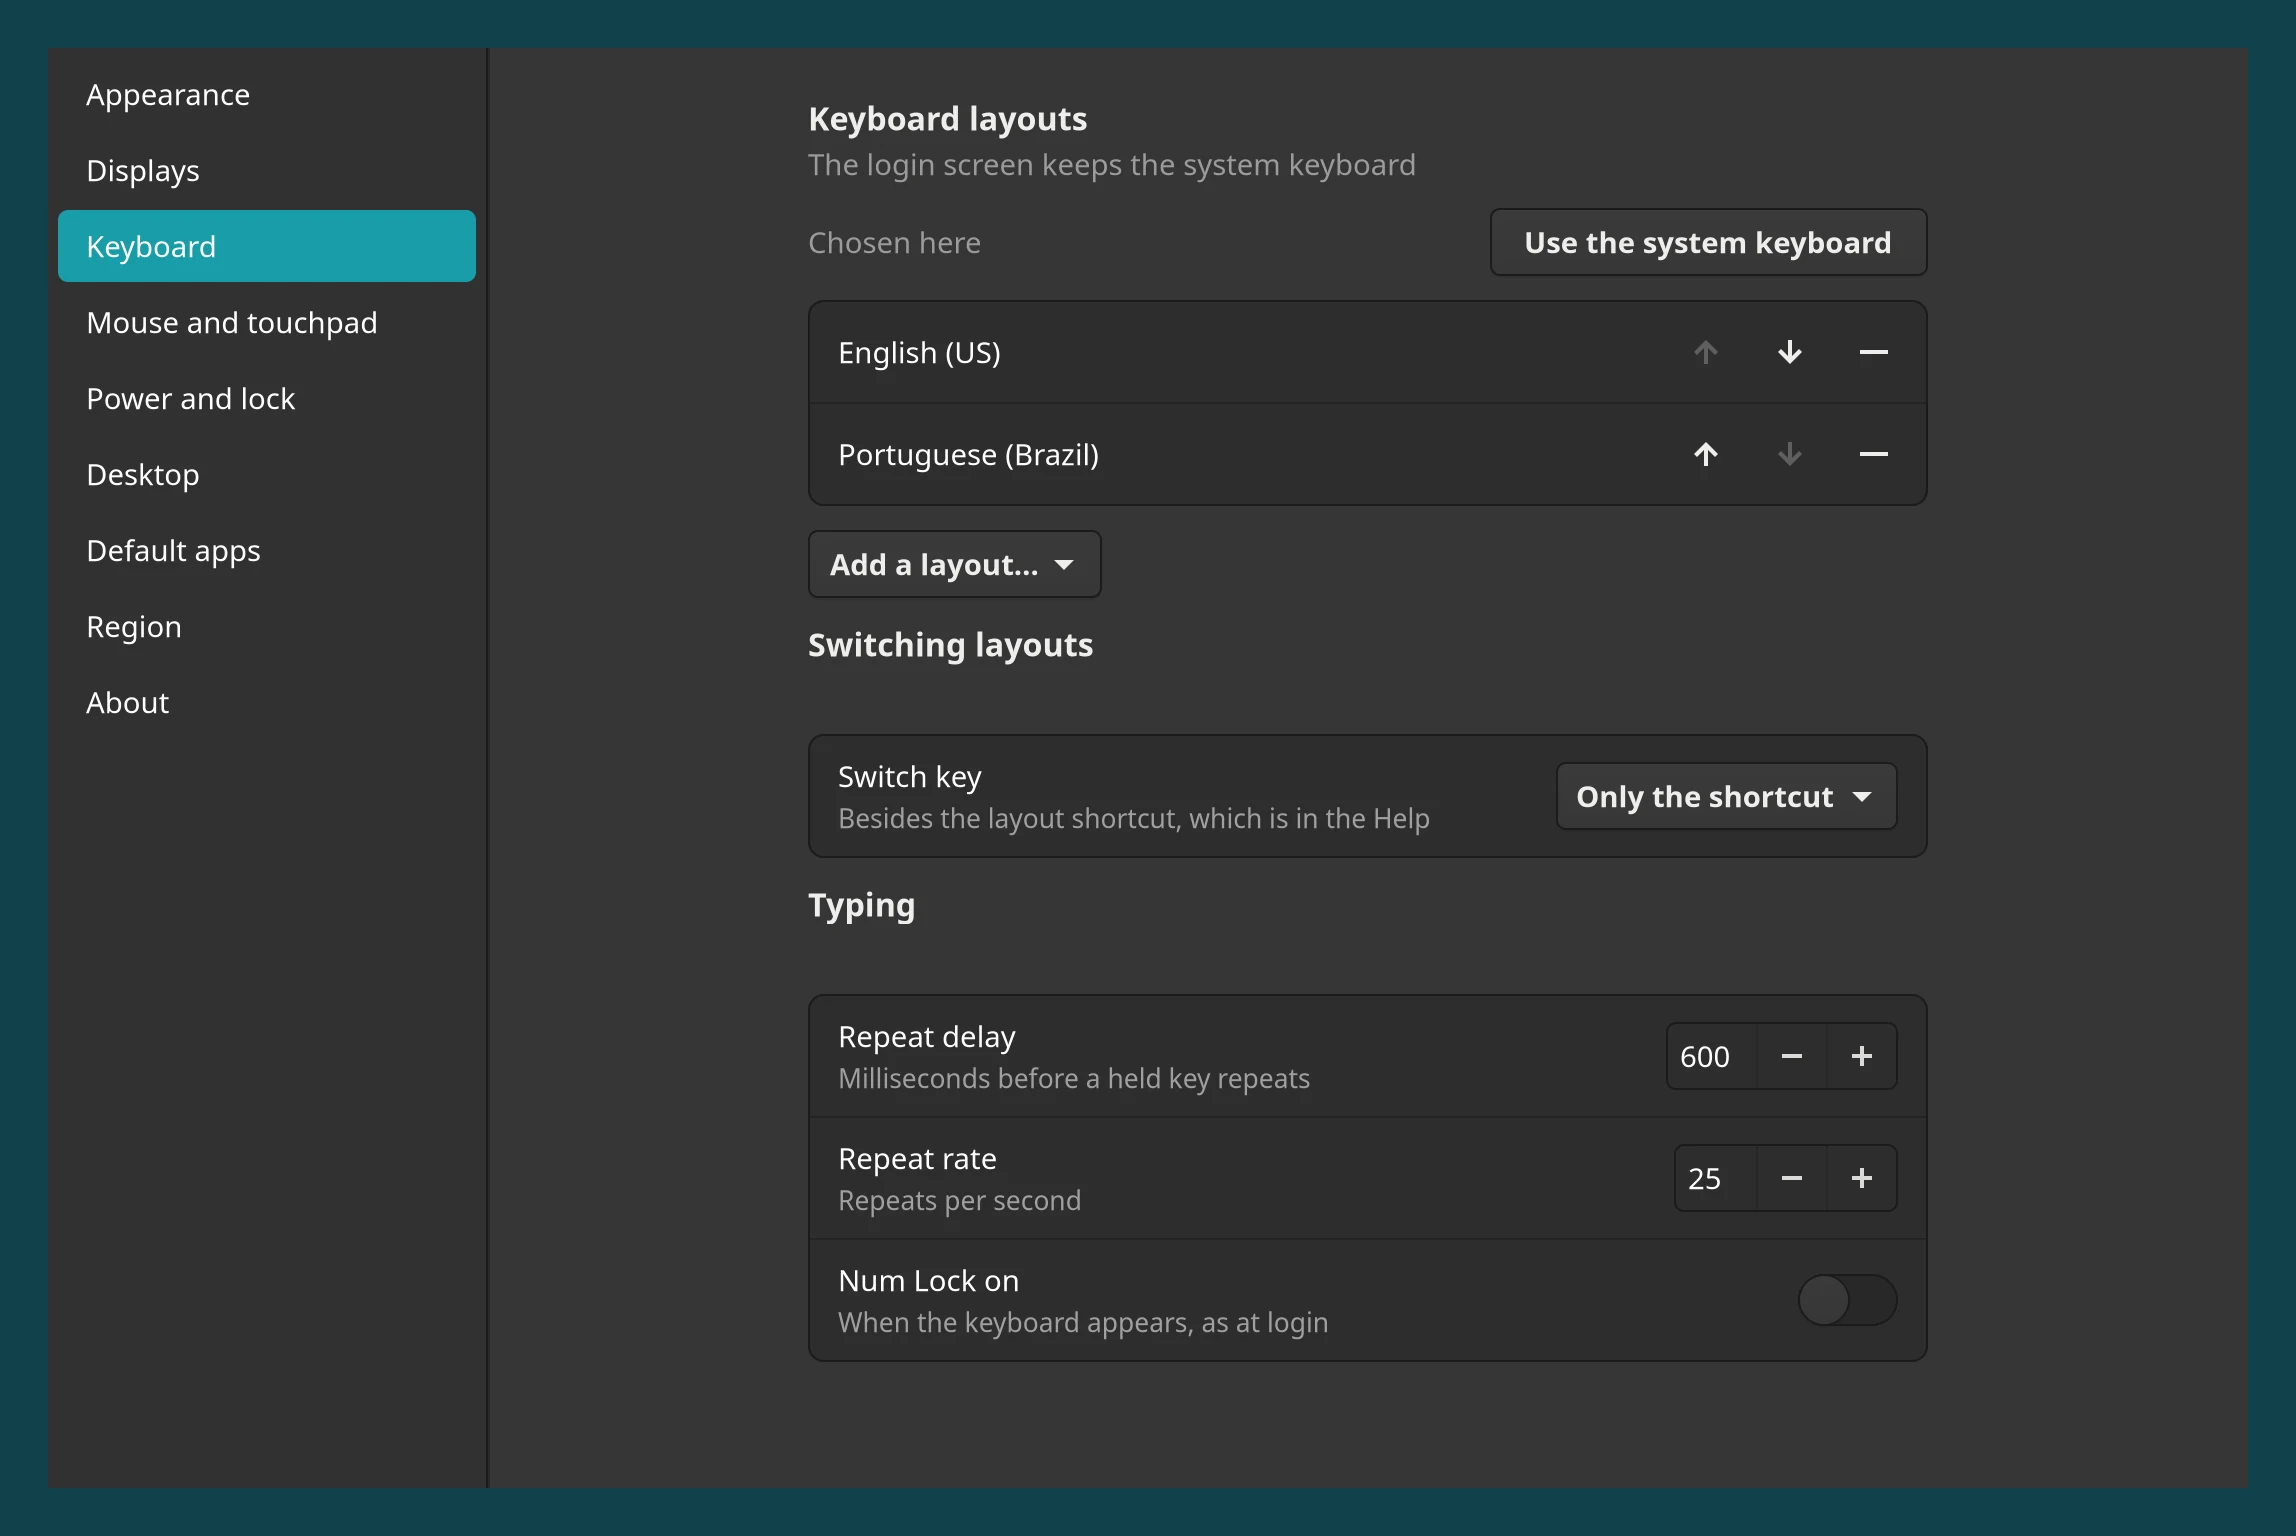 Appearance
Displays
Keyboard
Mouse and touchpad
Power and lock
Desktop
Default apps
Region
About
Keyboard layouts
The login screen keeps the system keyboard
Chosen here
Use the system keyboard
English (US)
Portuguese (Brazil)
Add a layout...
Switching layouts
Switch key
Besides the layout shortcut, which is in the Help
Only the shortcut
Typing
Repeat delay
Milliseconds before a held key repeats
600
Repeat rate
Repeats per second
25
Num Lock on
When the keyboard appears, as at login